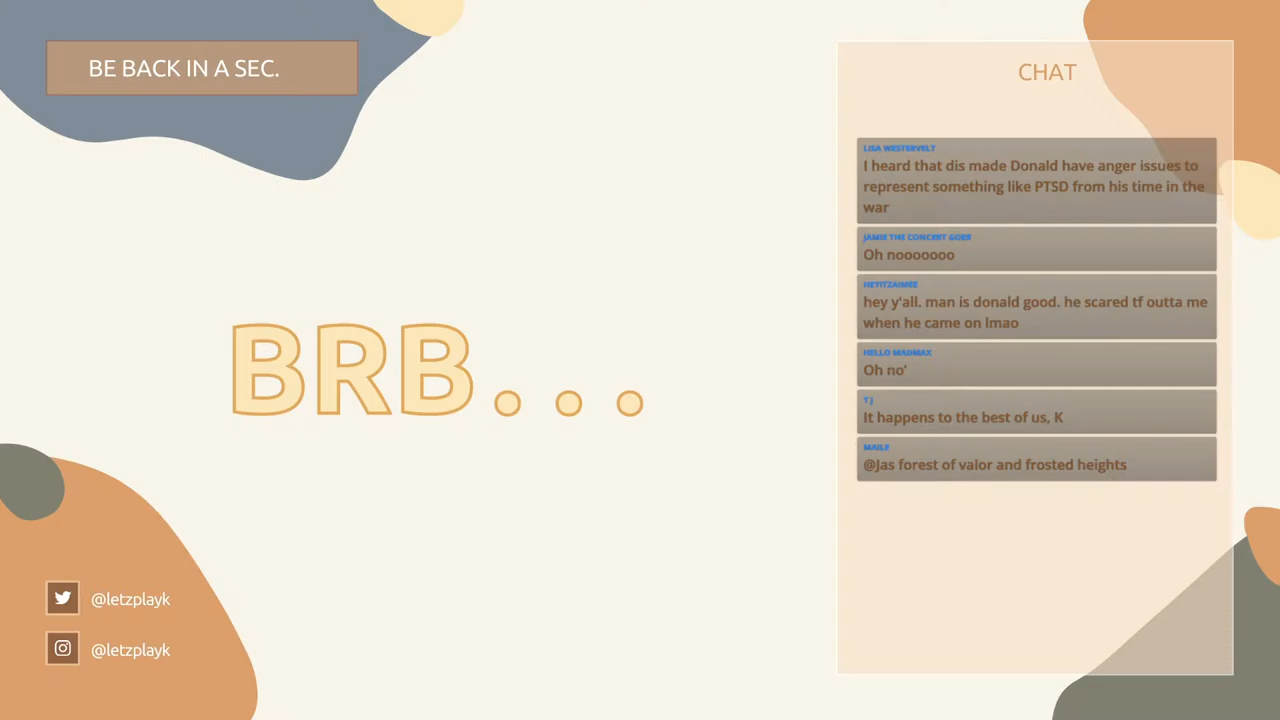 BE BACK IN A SEC.
BRB...
@letzplayk
@letzplayk
CHAT
LISA WESTERVELT
I heard that dis made Donald have anger issues to
represent something like PTSD from his time in the
war
JAMIE THE CONCERT GOER
Oh nooooooo
HEYITZAIMEE
hey y'all. man is donald good. he scared tf outta me
when he came on lmao
HELLO MADMAX
Oh no'
T J
It happens to the best of us, K
MAILE
@Jas forest of valor and frosted heights